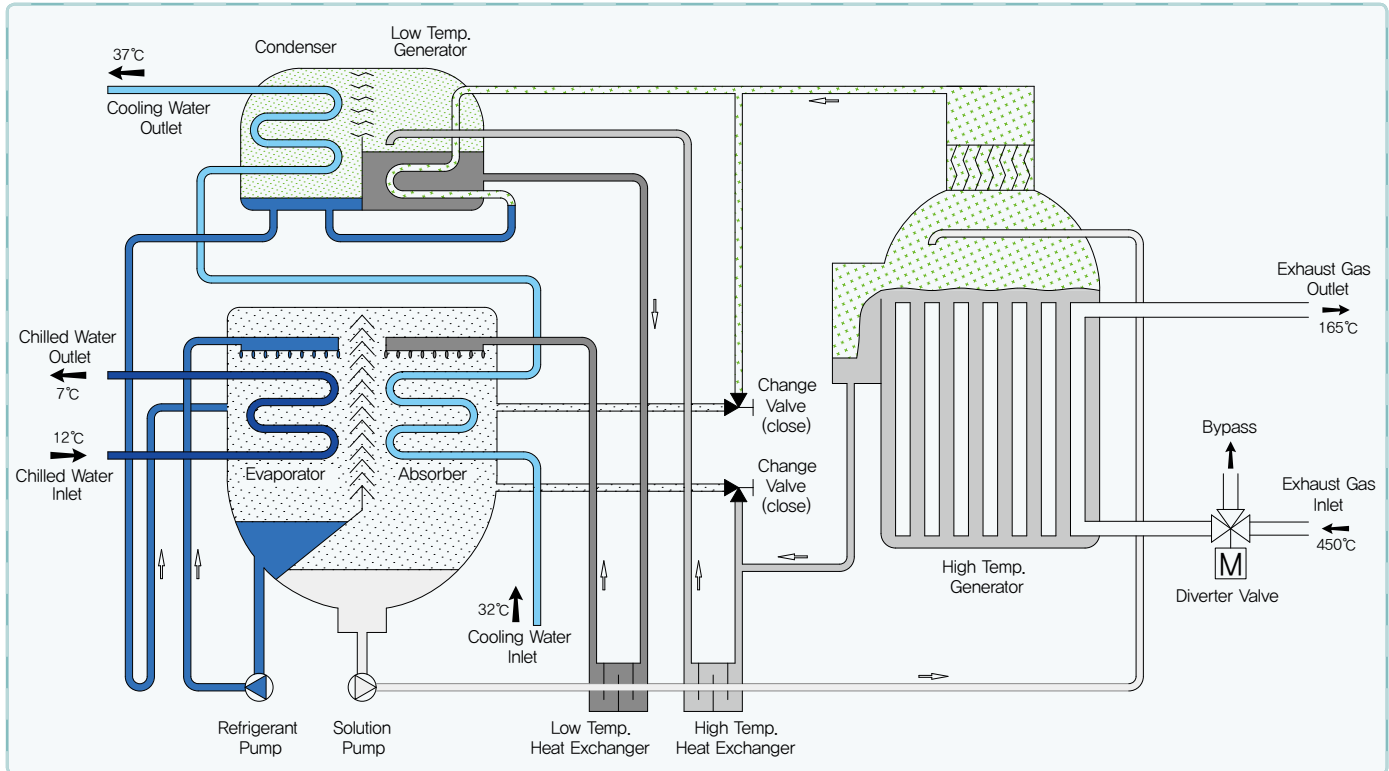 Condenser
Low Temp.
Generator
37℃
Cooling Water
Outlet
Exhaust Gas
Outlet
165℃
Chilled Water
Outlet
7℃
12℃
Chilled Water
Inlet
Evaporator
Absorber
Change
Valve
(close)
Change
Valve
(close)
Bypass
Exhaust Gas
Inlet
450℃
M
Diverter Valve
High Temp.
Generator
32℃
Cooling Water
Inlet
Refrigerant
Pump
Solution
Pump
Low Temp.
Heat Exchanger
High Temp.
Heat Exchanger